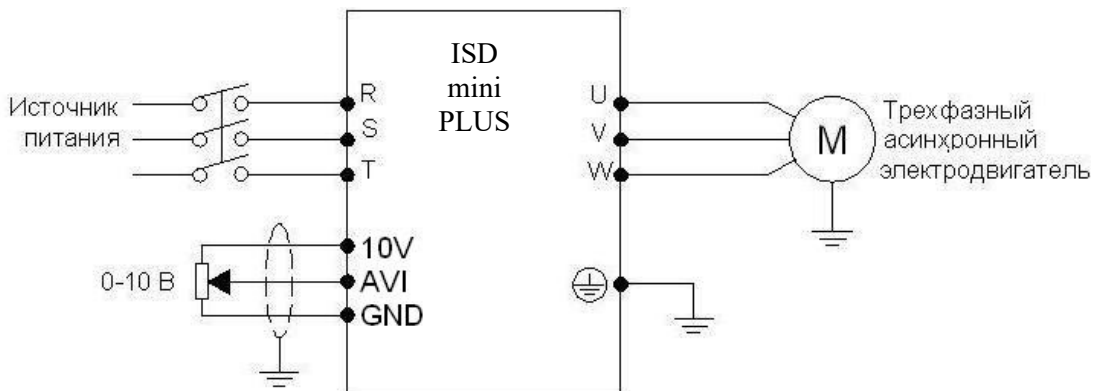 ISD
mini
PLUS
Источник
питания
R
S
T
U
V
W
M
Трехфазный
асинхронный
электродвигатель
0-10 В
10V
AVI
GND